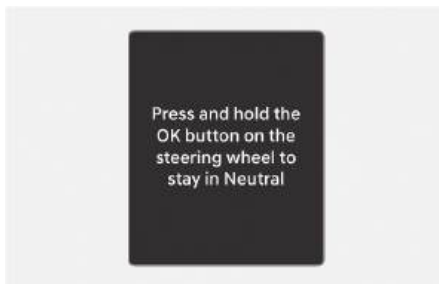 Press and hold the
OK button on the
steering wheel to
stay in Neutral